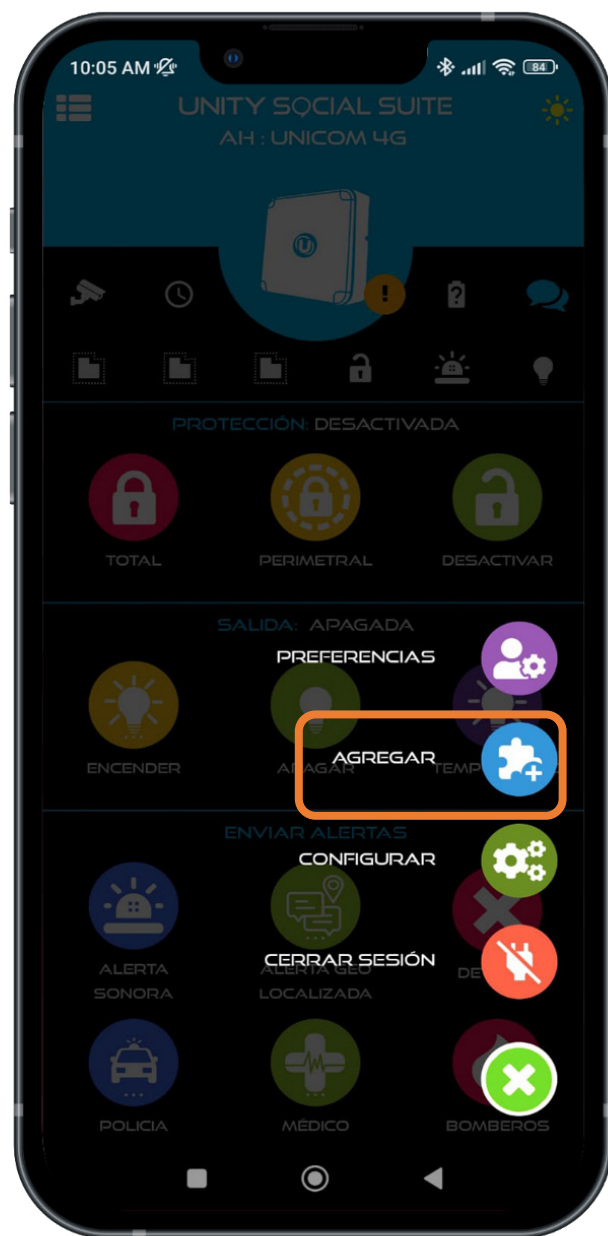 10:05 AM
84
UNITY SOCIAL SUITE
AH : UNICOM 4G
PROTECCIÓN: DESACTIVADA
TOTAL
PERIMETRAL
DESACTIVAR
SALIDA: APAGADA
PREFERENCIAS
ENCENDER
APAGAR
AGREGAR
ENVIAR ALERTAS
CONFIGURAR
ALERTA
SONORA
ALERTA GEO
LOCALIZADA
CERRAR SESIÓN
POLICIA
MÉDICO
BOMBEROS